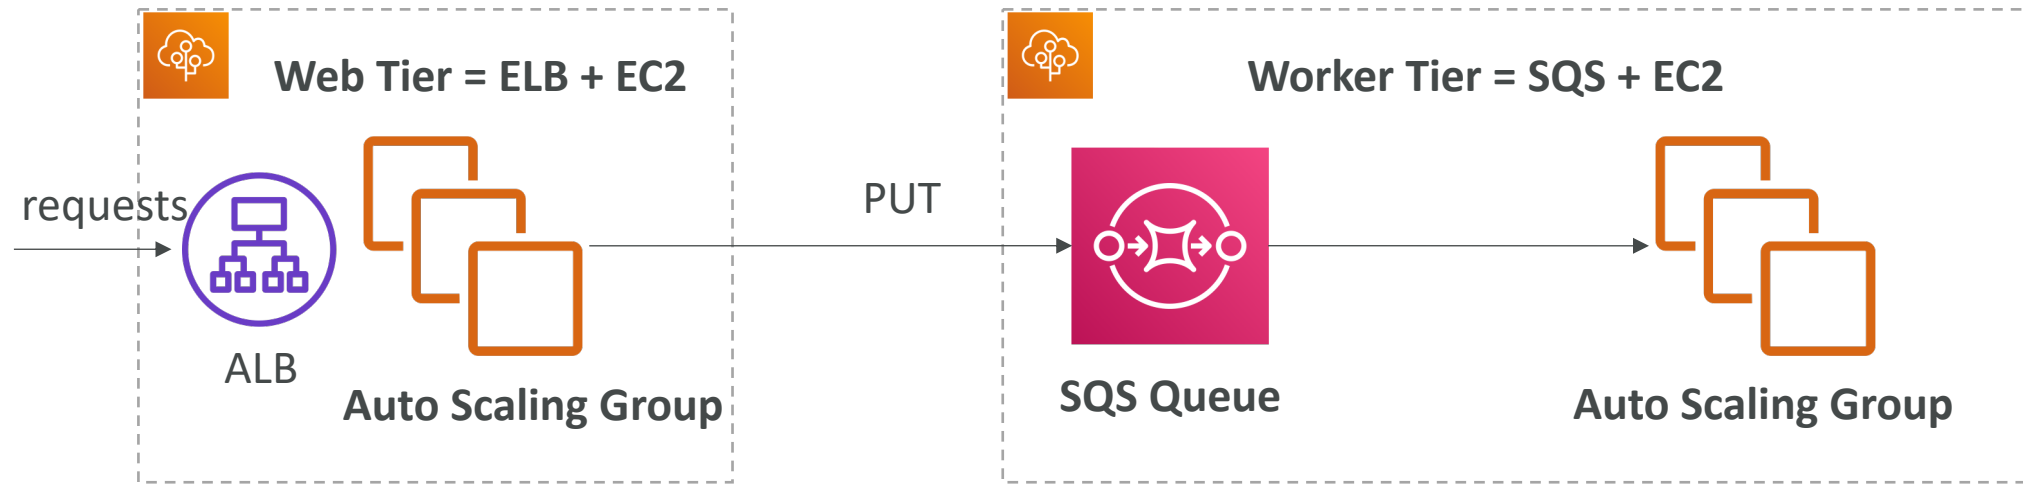 Web Tier = ELB + EC2
requests
ALB
Auto Scaling Group
PUT
Worker Tier = SQS + EC2
SQS Queue
Auto Scaling Group